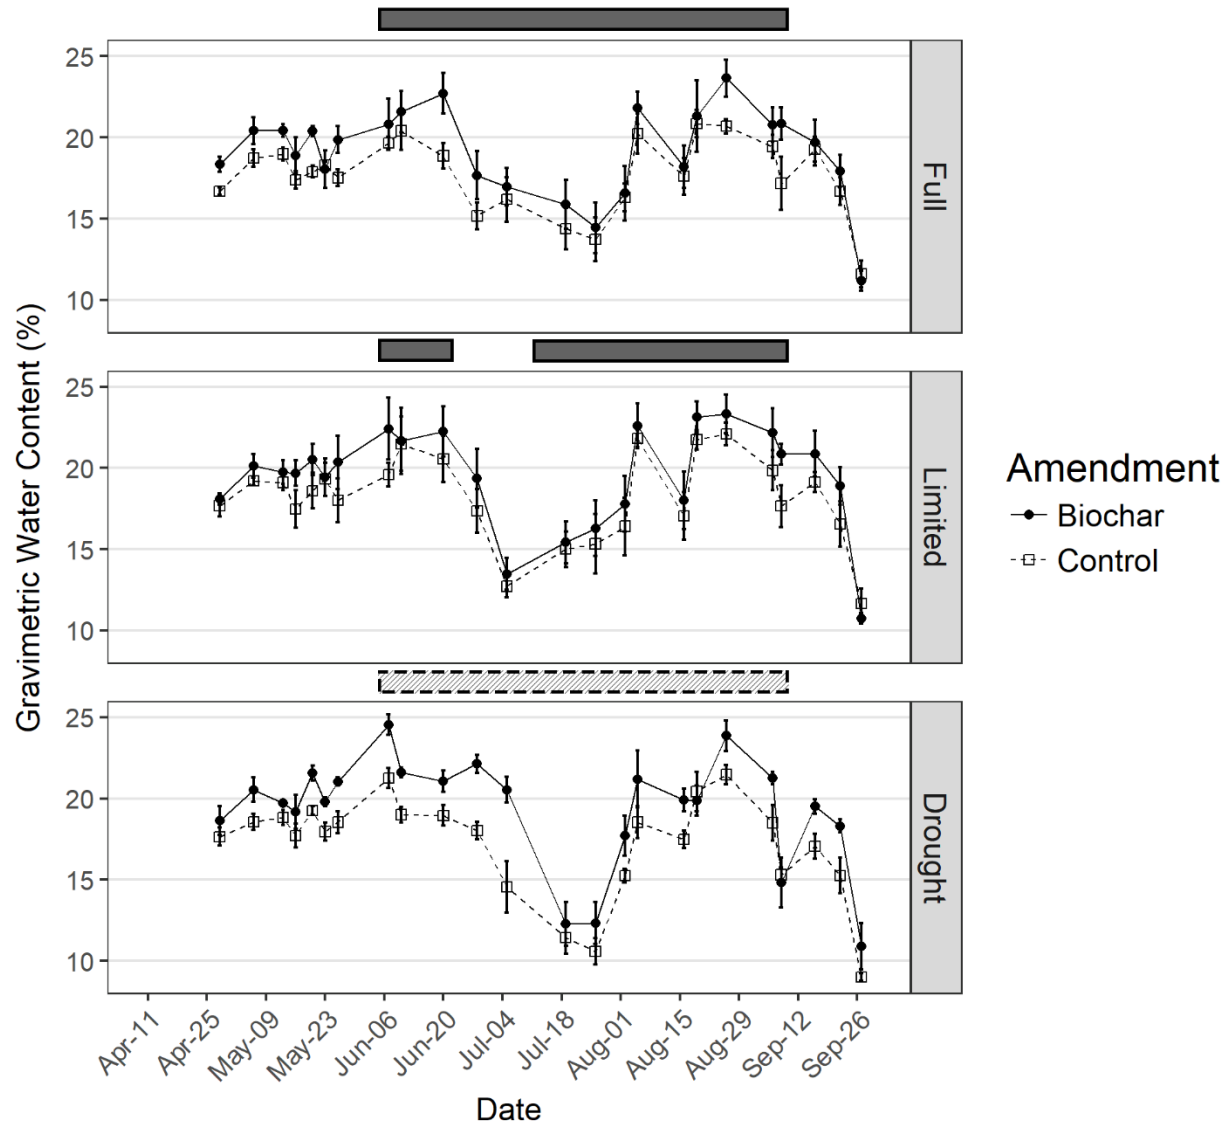 25
20
15
10
Full
25
20
15
10
Limited
25
20
15
10
Drought
Gravimetric Water Content (%)
Apr-11
Apr-25
May-09
May-23
Jun-06
Jun-20
Jul-04
Jul-18
Aug-01
Aug-15
Aug-29
Sep-12
Sep-26
Date
Amendment
Biochar
Control